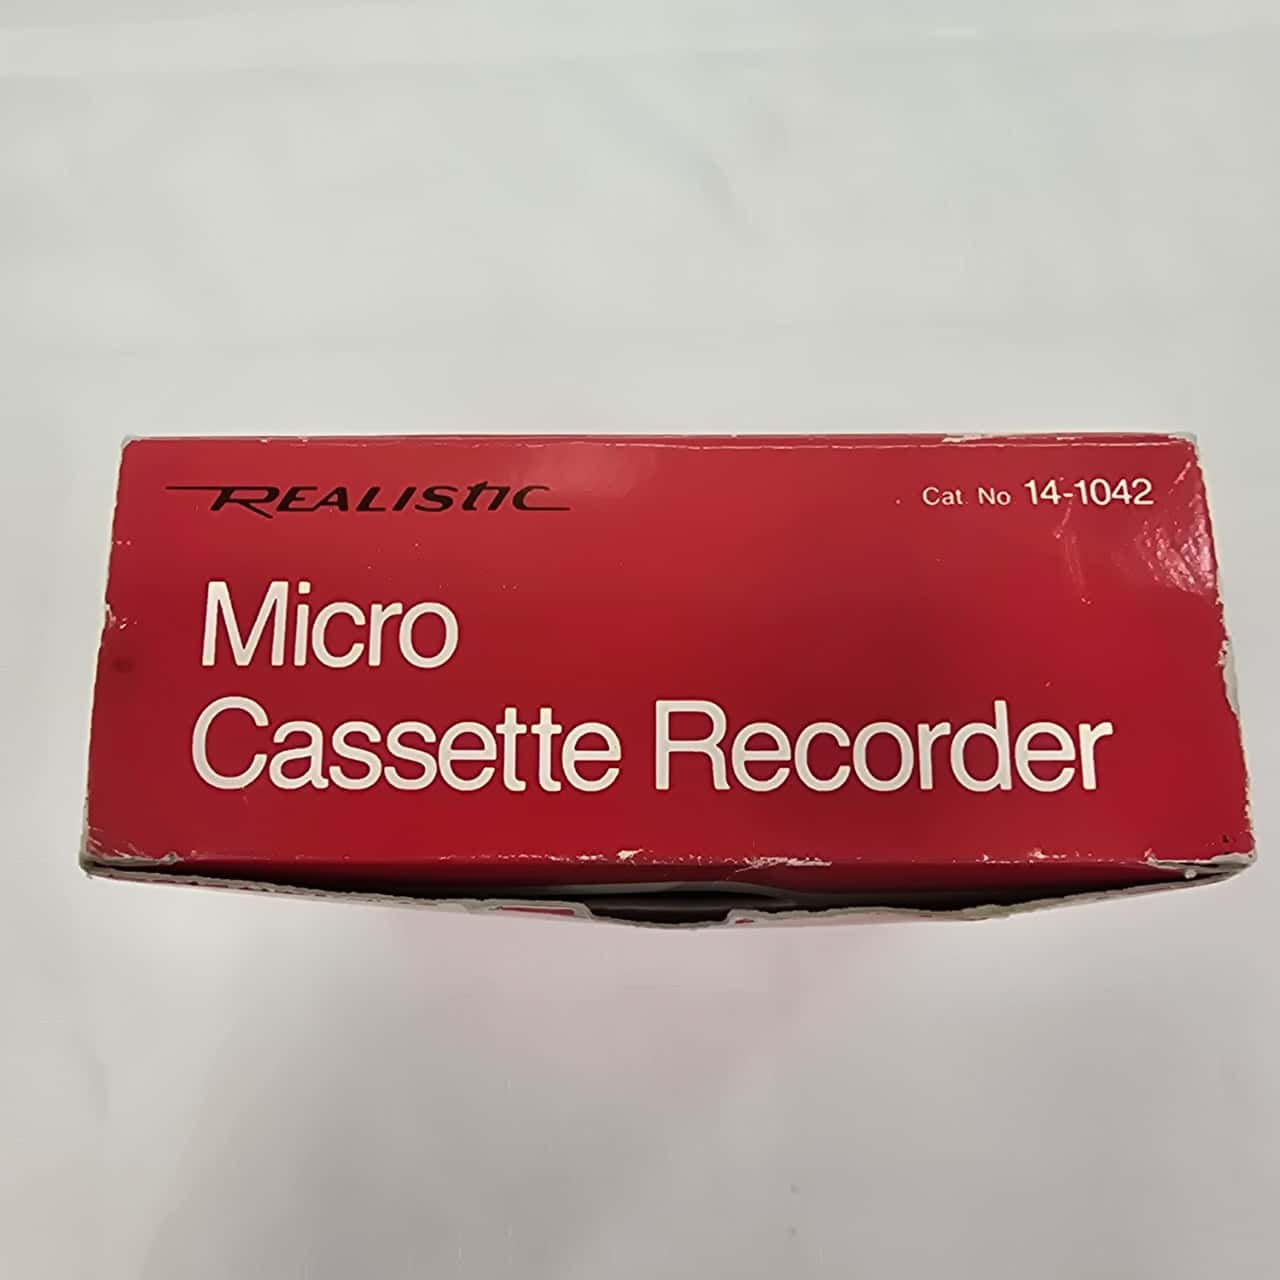 REALISTIC
Cat. No 14-1042
Micro
Cassette Recorder